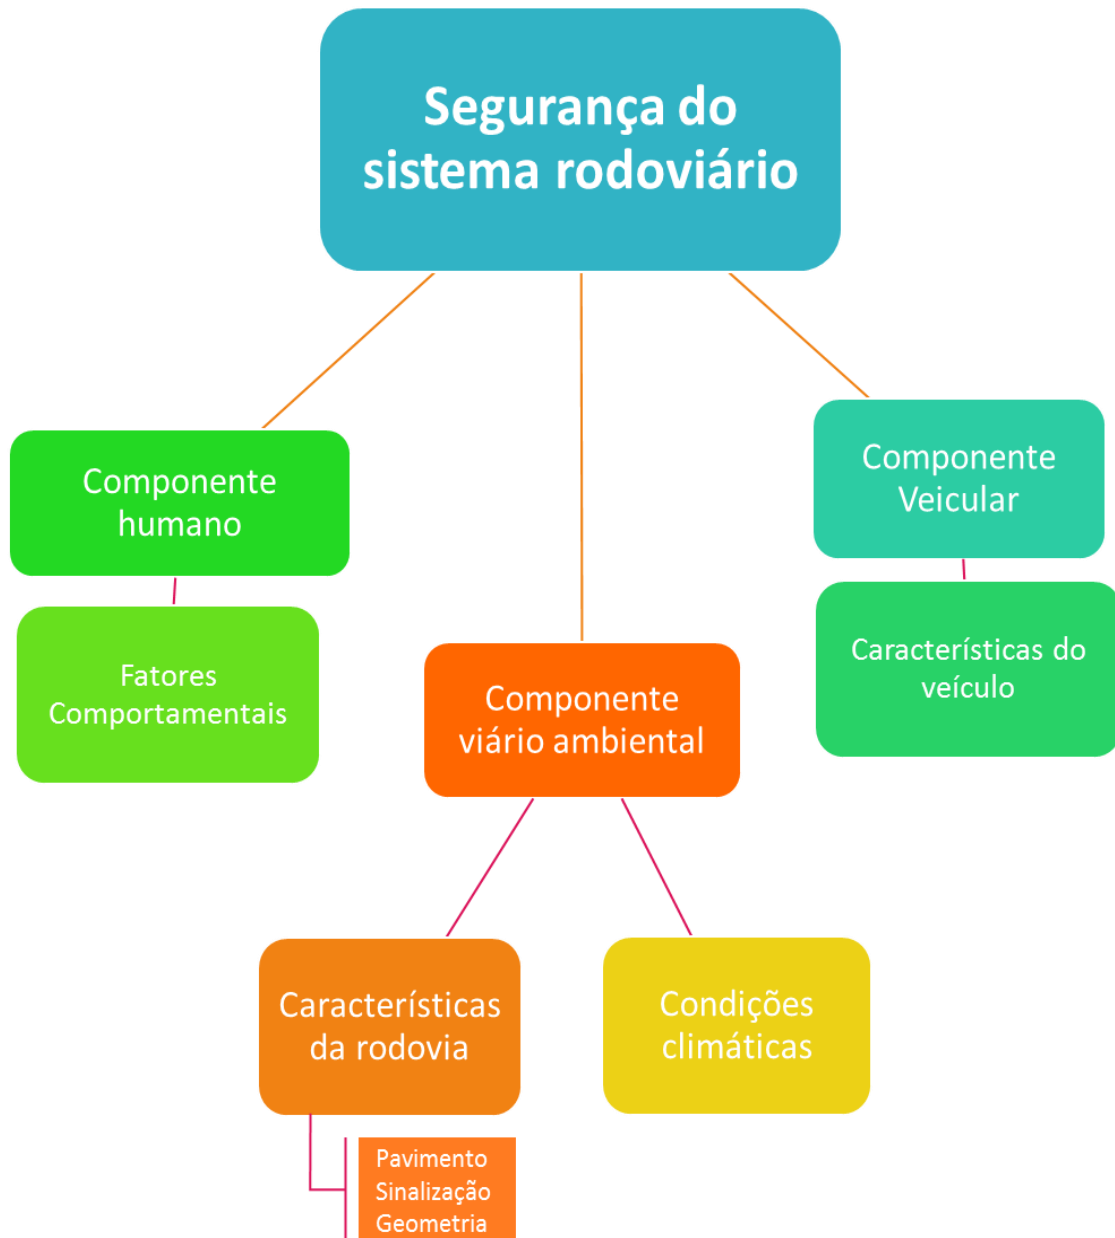 Segurança do
sistema rodoviário
Componente
humano
Fatores
Comportamentais
Componente
viário ambiental
Componente
Veicular
Características do
veículo
Características
da rodovia
Condições
climáticas
Pavimento
Sinalização
Geometria